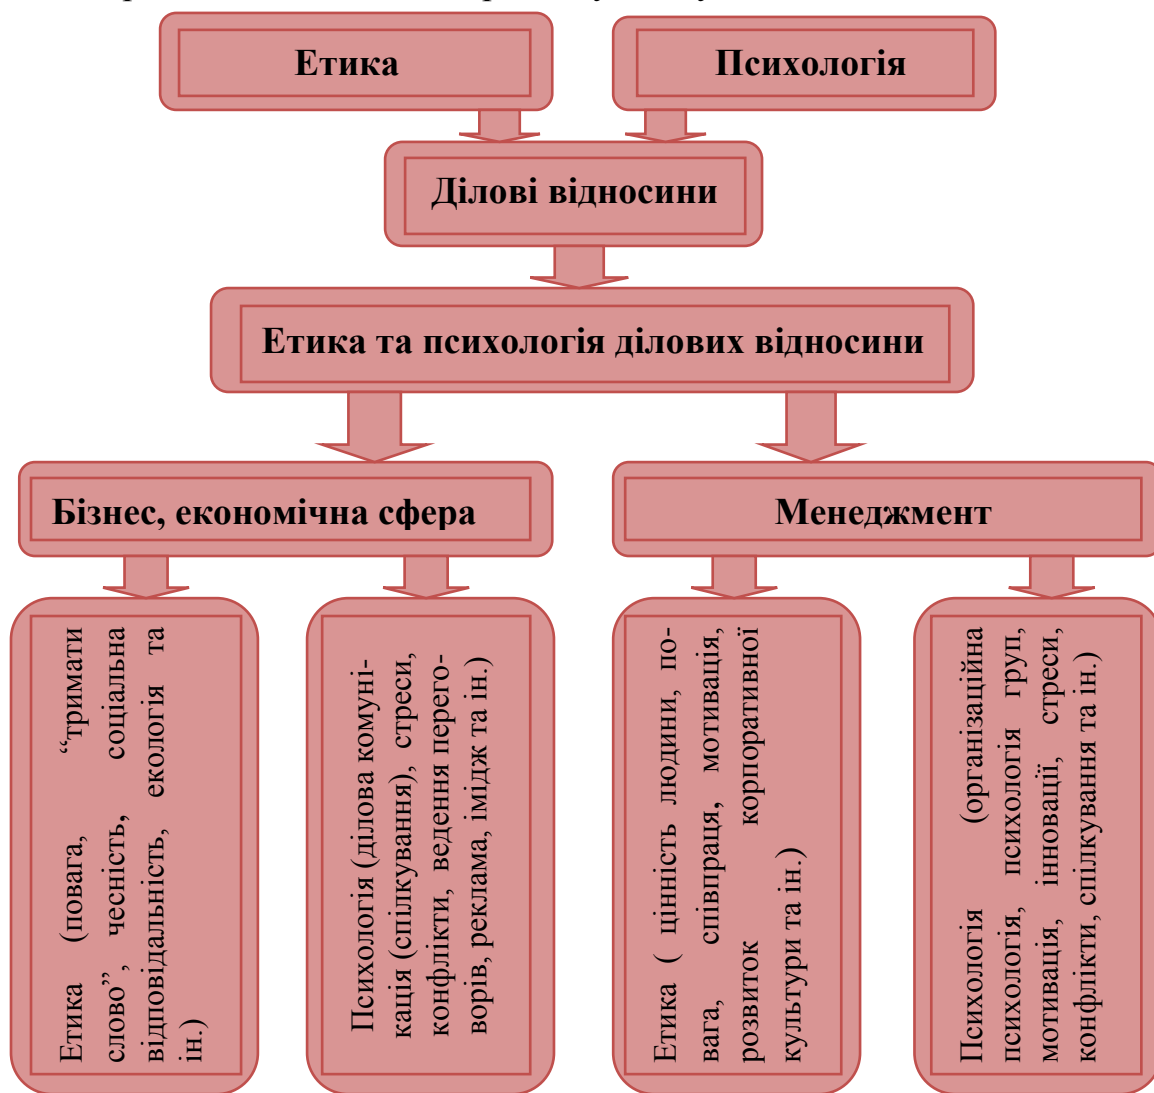 Етика
Психологія
Ділові відносини
Етика та психологія ділових відносини
Бізнес, економічна сфера
Менеджмент
Етика (повага, “тримати
слово”, чесність, соціальна
відповідальність, екологія та
ін.)
Психологія (ділова комуні-
кація (спілкування), стреси,
конфлікти, ведення перего-
ворів, реклама, імідж та ін.)
Етика ( цінність людини, по-
вага, співпраця, мотивація,
розвиток корпоративної
культури та ін.)
Психологія (організаційна
психологія, психологія груп,
мотивація, інновації, стреси,
конфлікти, спілкування та ін.)